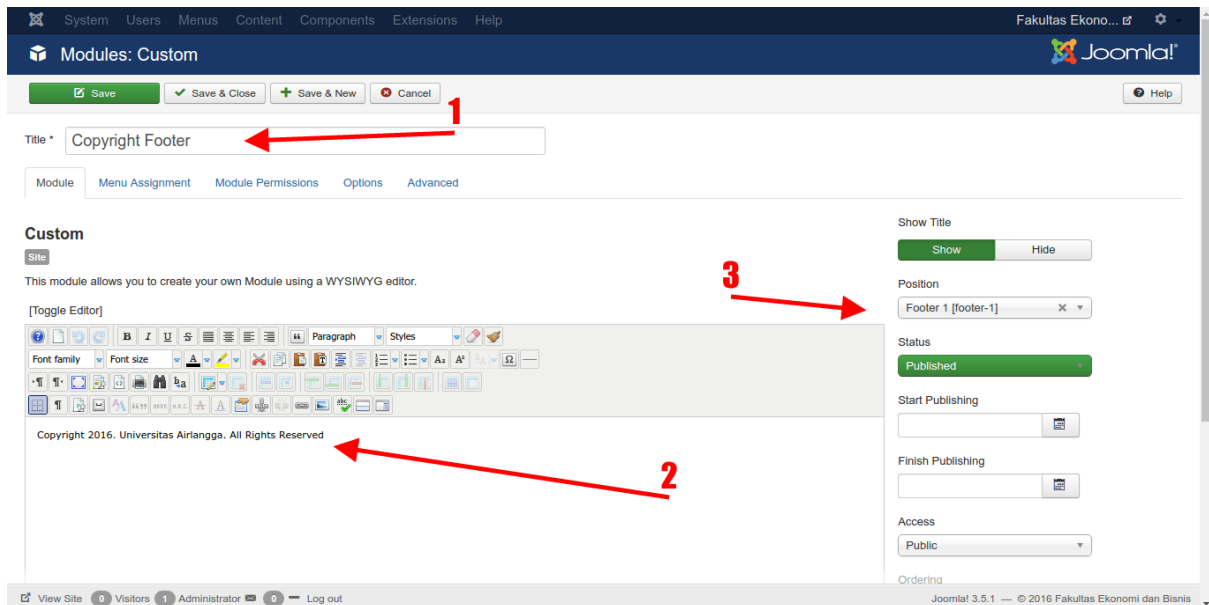 System Users Menus Content Components Extensions Help Fakultas Ekono...
Modules: Custom Joomla!®
Save Save & Close Save & New Cancel Help
1
Title * Copyright Footer
Module Menu Assignment Module Permissions Options Advanced
Custom
Site
This module allows you to create your own Module using a WYSIWYG editor.
[Toggle Editor]
Paragraph Styles
Font family Font size
Copyright 2016. Universitas Airlangga. All Rights Reserved
2
3
Show Title
Show Hide
Position
Footer 1 [footer-1]
Status
Published
Start Publishing
Finish Publishing
Access
Public
Ordering
View Site 0 Visitors 1 Administrator 0 Log out Joomla! 3.5.1 — © 2016 Fakultas Ekonomi dan Bisnis